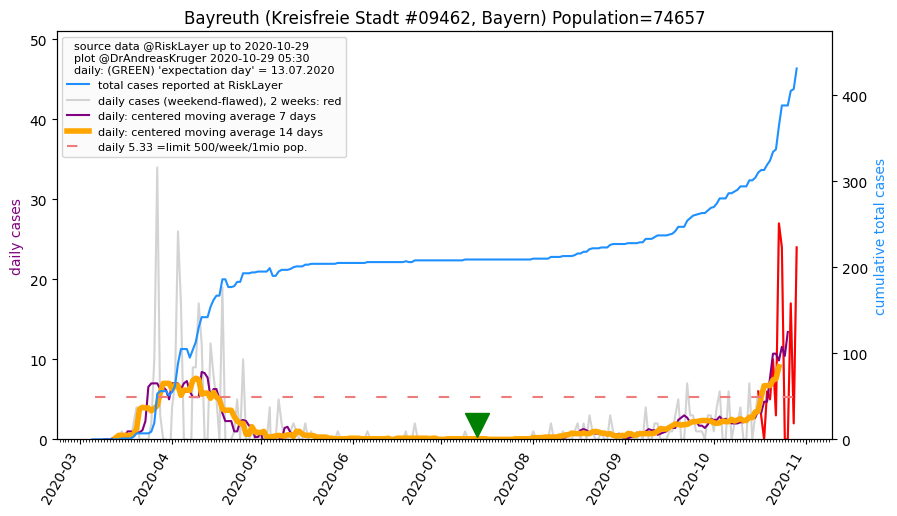 Bayreuth (Kreisfreie Stadt #09462, Bayern) Population=74657
source data @RiskLayer up to 2020-10-29
plot @DrAndreasKruger 2020-10-29 05:30
daily: (GREEN) 'expectation day' = 13.07.2020
total cases reported at RiskLayer
daily cases (weekend-flawed), 2 weeks: red
daily: centered moving average 7 days
daily: centered moving average 14 days
daily 5.33 =limit 500/week/1mio pop.
daily cases
50
40
30
20
10
0
cumulative total cases
400
300
200
100
0
2020-03
2020-04
2020-05
2020-06
2020-07
2020-08
2020-09
2020-10
2020-11